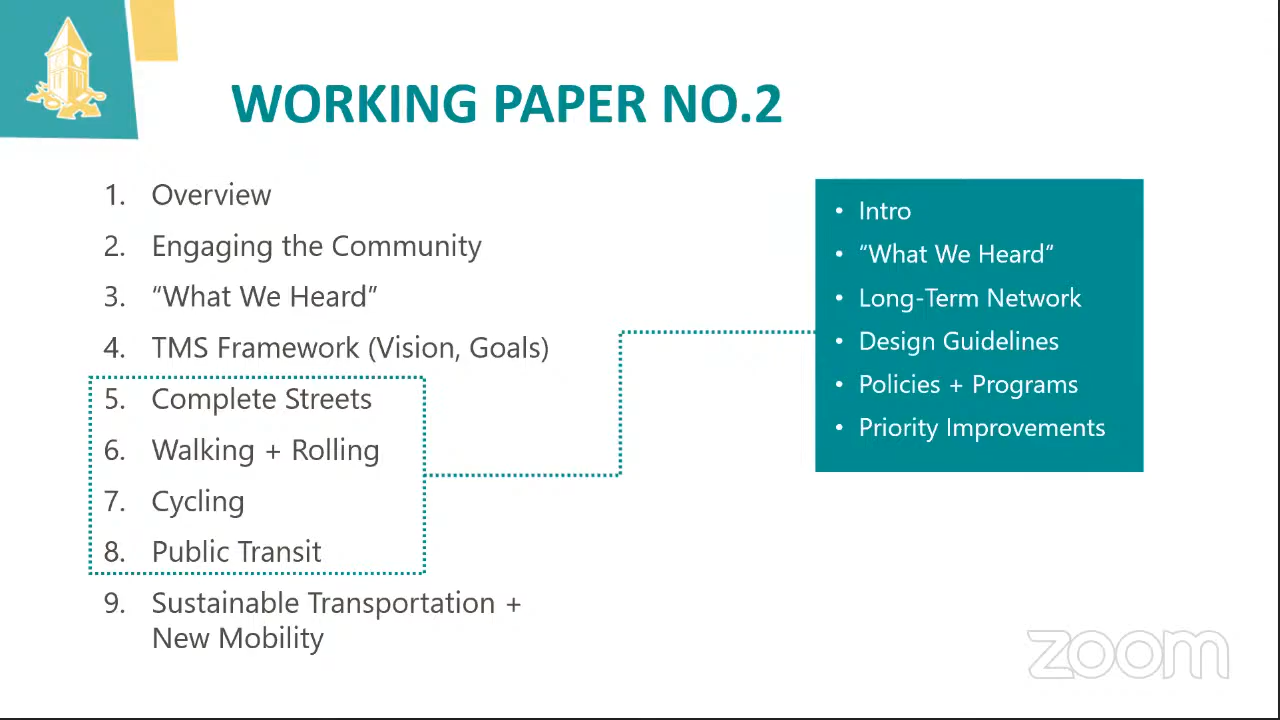 WORKING PAPER NO.2
1. Overview
2. Engaging the Community
3. “What We Heard”
4. TMS Framework (Vision, Goals)
5. Complete Streets
6. Walking + Rolling
7. Cycling
8. Public Transit
9. Sustainable Transportation +
New Mobility
• Intro
• “What We Heard”
• Long-Term Network
• Design Guidelines
• Policies + Programs
• Priority Improvements
zoom